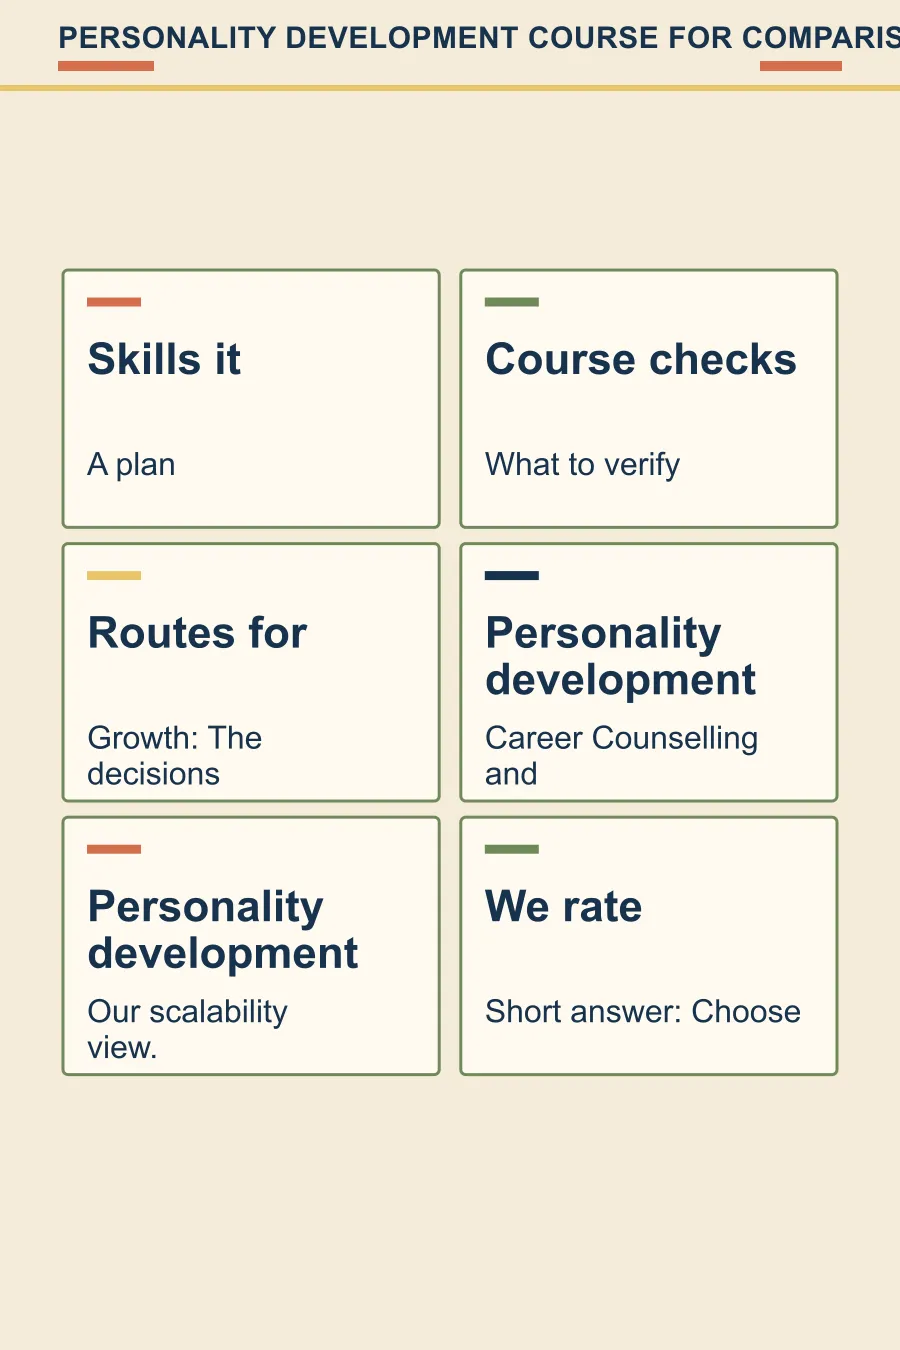 PERSONALITY DEVELOPMENT COURSE FOR COMPARIS
Skills it
A plan
Course checks
What to verify
Routes for
Growth: The
decisions
Personality
development
Career Counselling
and
Personality
development
Our scalability
view.
We rate
Short answer: Choose